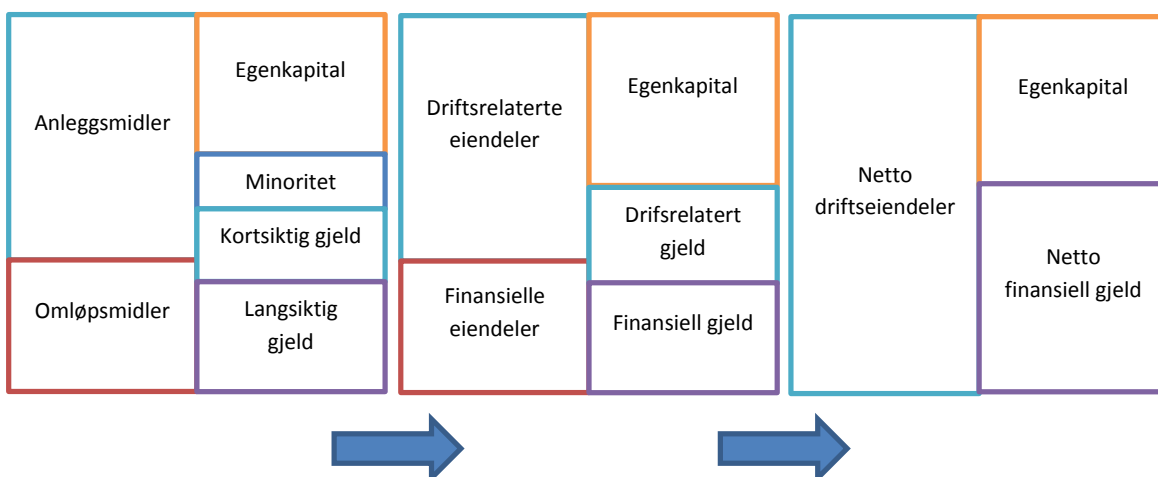 Anleggsmidler
Omløpsmidler
Egenkapital
Minoritet
Kortsiktig gjeld
Langsiktig
gjeld
Driftsrelaterte
eiendeler
Finansielle
eiendeler
Egenkapital
Drifsrelatert
gjeld
Finansiell gjeld
Netto
driftseiendeler
Egenkapital
Netto
finansiell gjeld